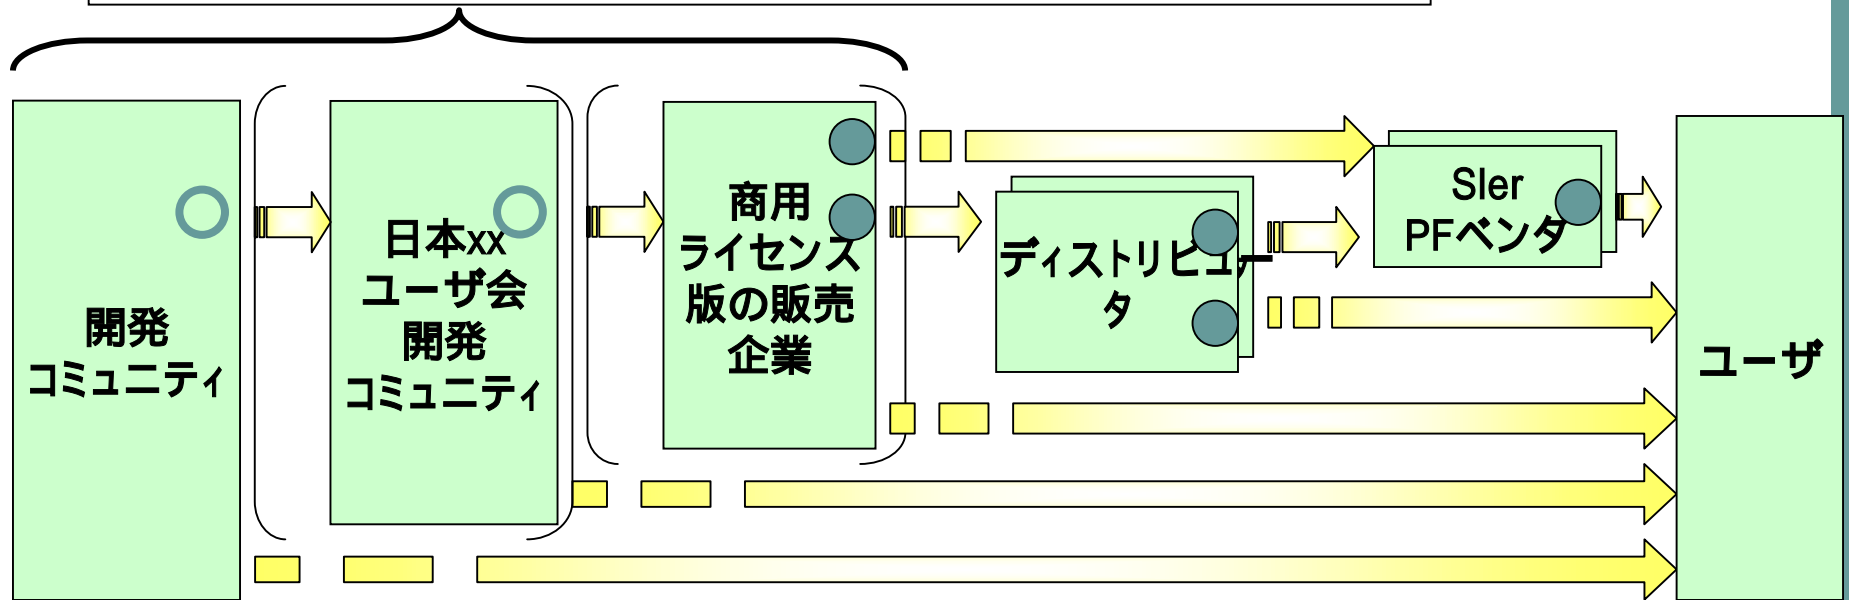 開発
コミュニティ
日本xx
ユーザ会
開発
コミュニティ
商用
ライセンス
版の販売
企業
ディストリビュー
タ
SIer
PFベンダ
ユーザ